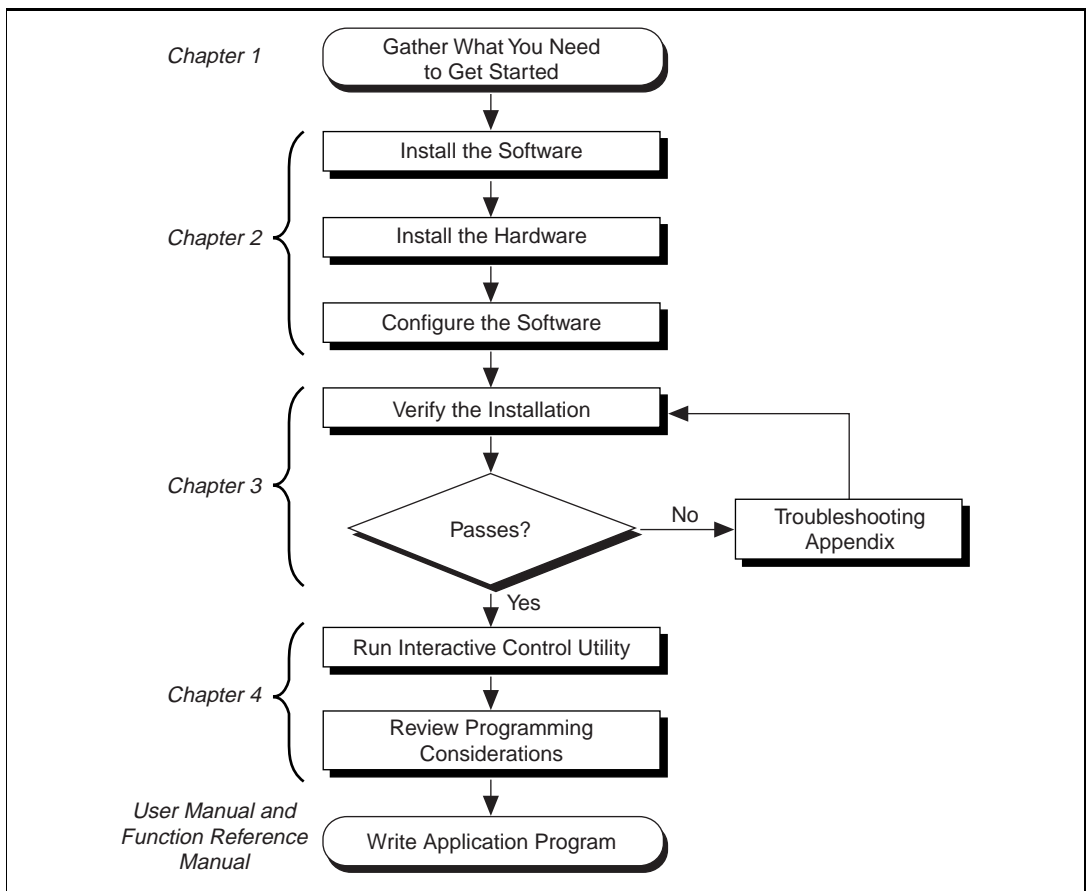 Chapter 1
Gather What You Need
to Get Started
Install the Software
Chapter 2
Install the Hardware
Configure the Software
Verify the Installation
Chapter 3
Passes?
No
Troubleshooting
Appendix
Yes
Run Interactive Control Utility
Chapter 4
Review Programming
Considerations
User Manual and
Function Reference
Manual
Write Application Program